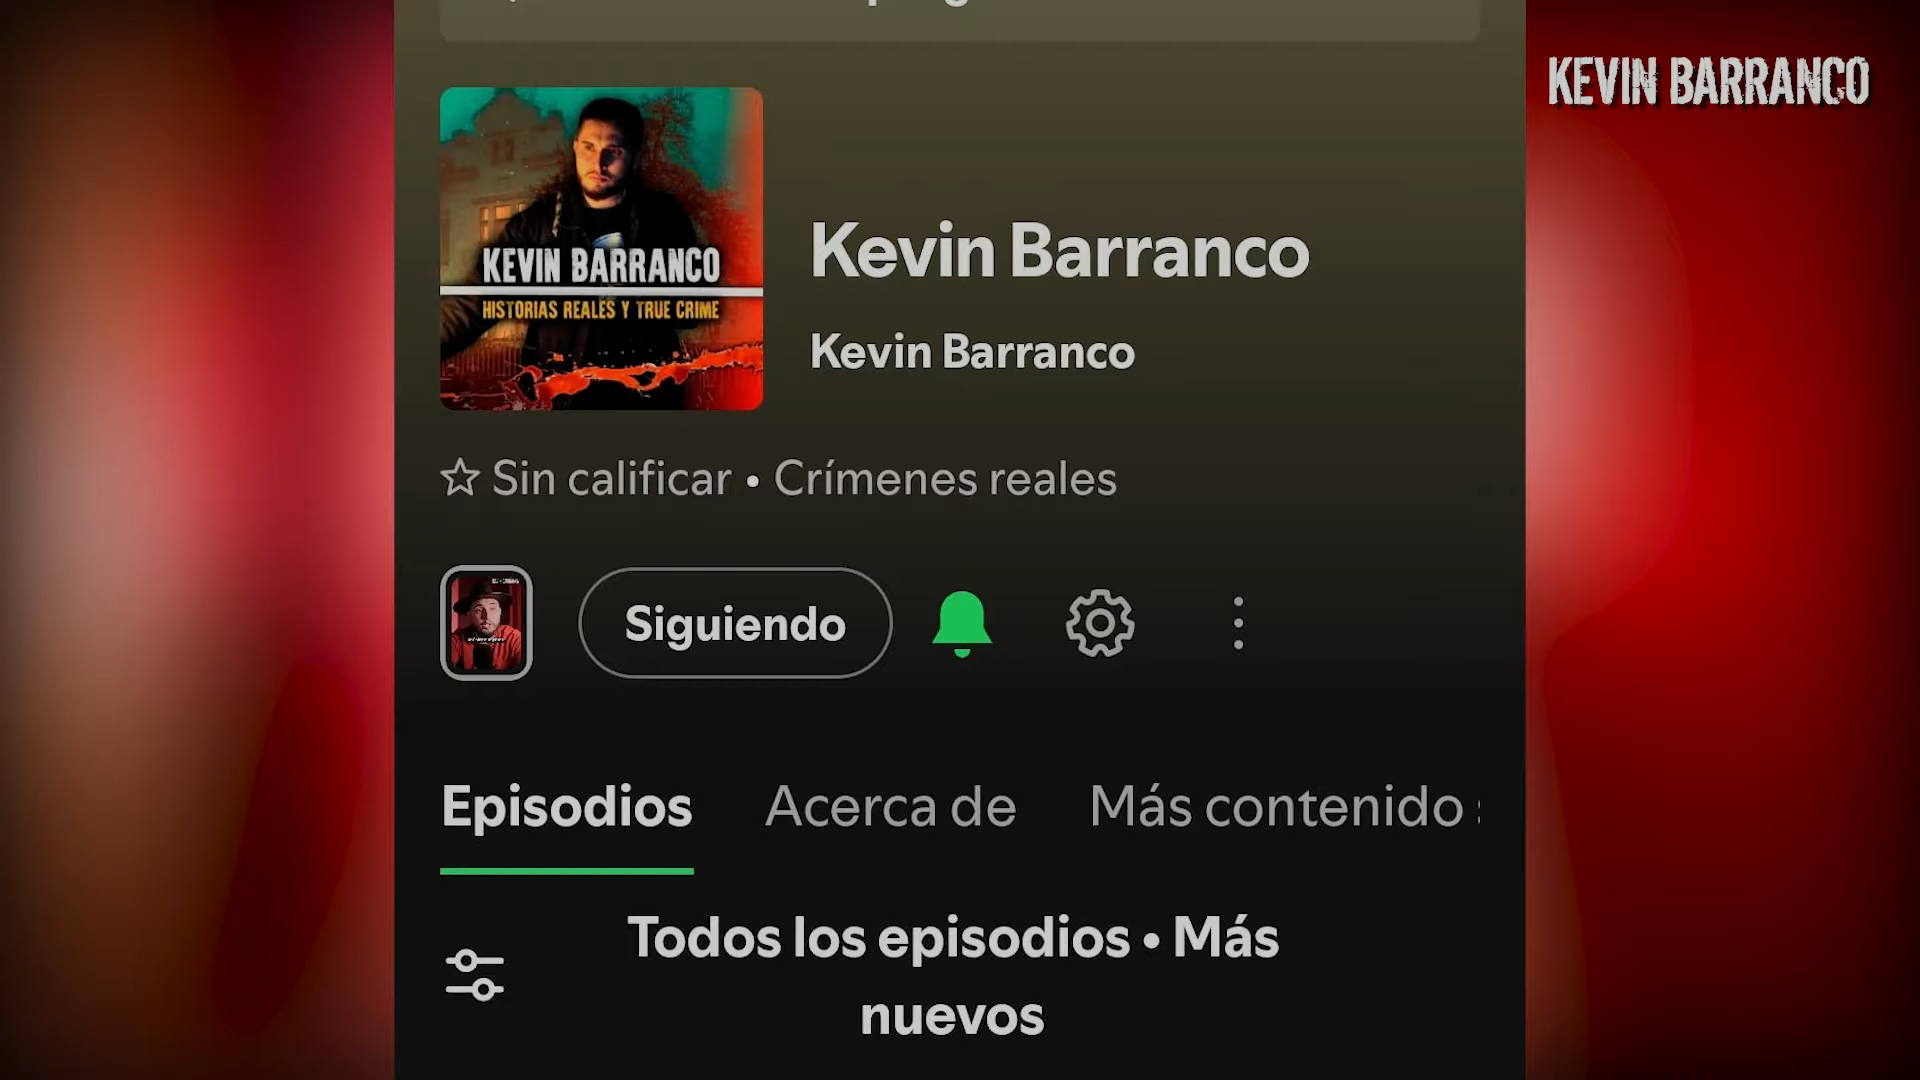 KEVIN BARRANCO
KEVIN BARRANCO
HISTORIAS REALES Y TRUE CRIME
Kevin Barranco
Kevin Barranco
Sin calificar • Crímenes reales
Siguiendo
Episodios Acerca de Más contenido
Todos los episodios • Más
nuevos